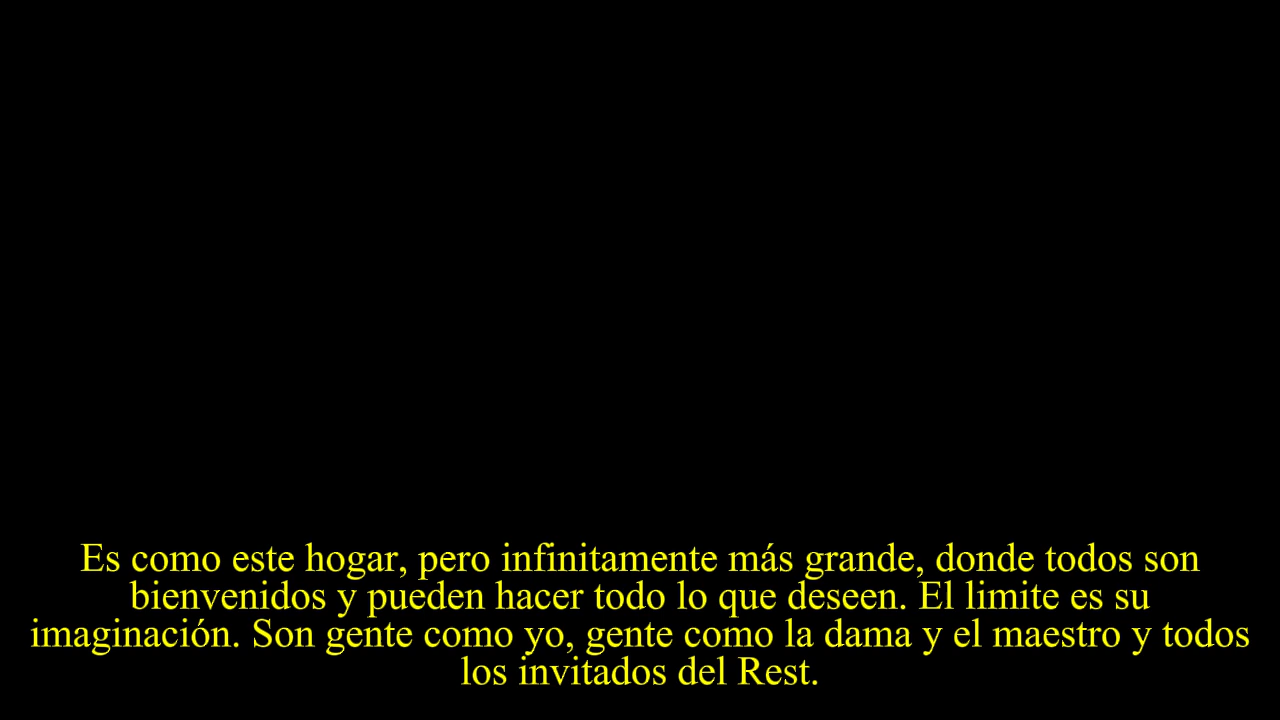 Es como este hogar, pero infinitamente más grande, donde todos son
bienvenidos y pueden hacer todo lo que deseen. El limite es su
imaginación. Son gente como yo, gente como la dama y el maestro y todos
los invitados del Rest.